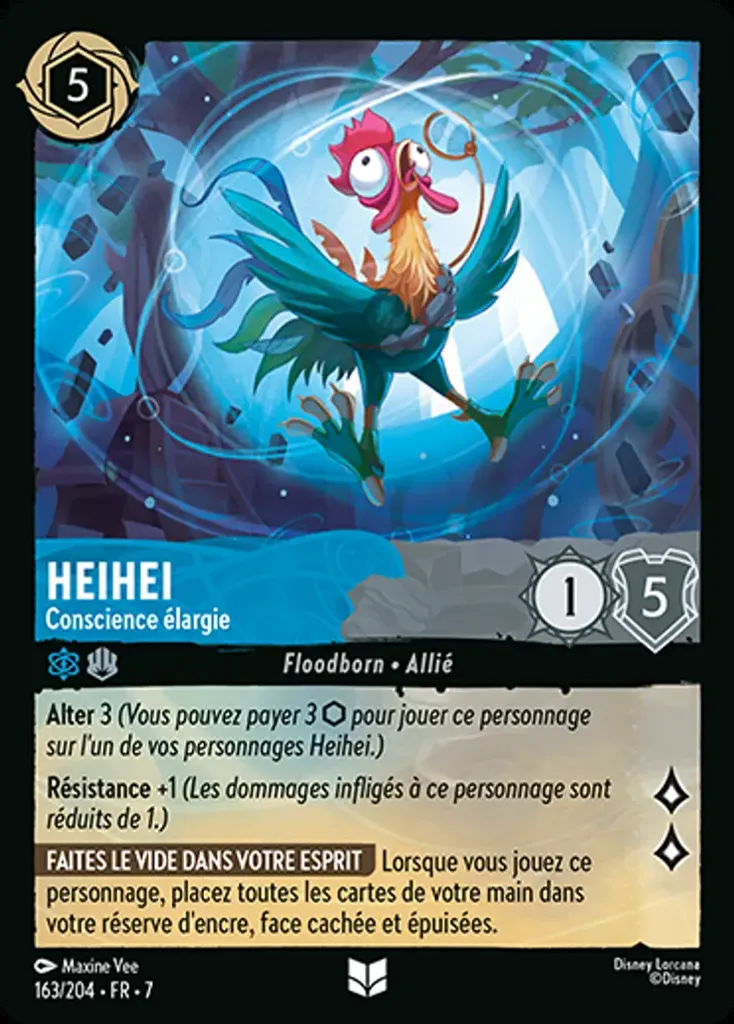 5
HEIHEI
Conscience élargie
1
5
Floodborn • Allié
Alter 3 (Vous pouvez payer 3 ⬡ pour jouer ce personnage
sur l'un de vos personnages Heihei.)
Résistance +1 (Les dommages infligés à ce personnage sont
réduits de 1.)
FAITES LE VIDE DANS VOTRE ESPRIT Lorsque vous jouez ce
personnage, placez toutes les cartes de votre main dans
votre réserve d'encre, face cachée et épuisées.
Maxine Vee
163/204 • FR • 7
Disney Lorcana
©Disney